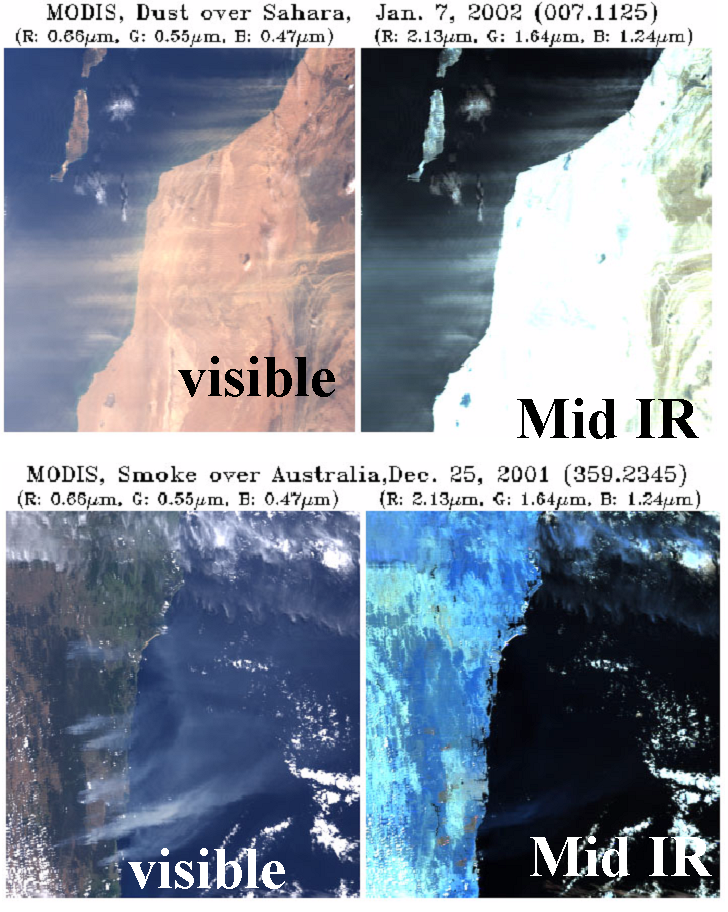 MODIS, Dust over Sahara, Jan. 7, 2002 (007.1125)
(R: 0.66μm, G: 0.55μm, B: 0.47μm) (R: 2.13μm, G: 1.64μm, B: 1.24μm)
visible
Mid IR
MODIS, Smoke over Australia,Dec. 25, 2001 (359.2345)
(R: 0.66μm, G: 0.55μm, B: 0.47μm) (R: 2.13μm, G: 1.64μm, B: 1.24μm)
visible
Mid IR